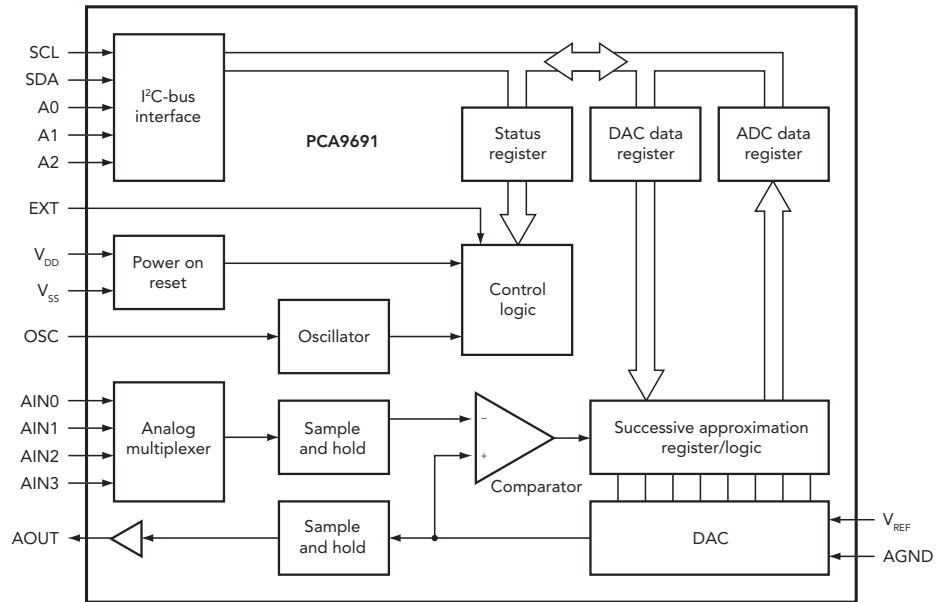 SCL
SDA
A0
A1
A2
I²C-bus
interface
PCA9691
Status
register
DAC data
register
ADC data
register
EXT
V_DD
V_SS
Power on
reset
Control
logic
OSC
Oscillator
AIN0
AIN1
AIN2
AIN3
Analog
multiplexer
Sample
and hold
−
+
Comparator
Successive approximation
register/logic
AOUT
Sample
and hold
DAC
V_REF
AGND